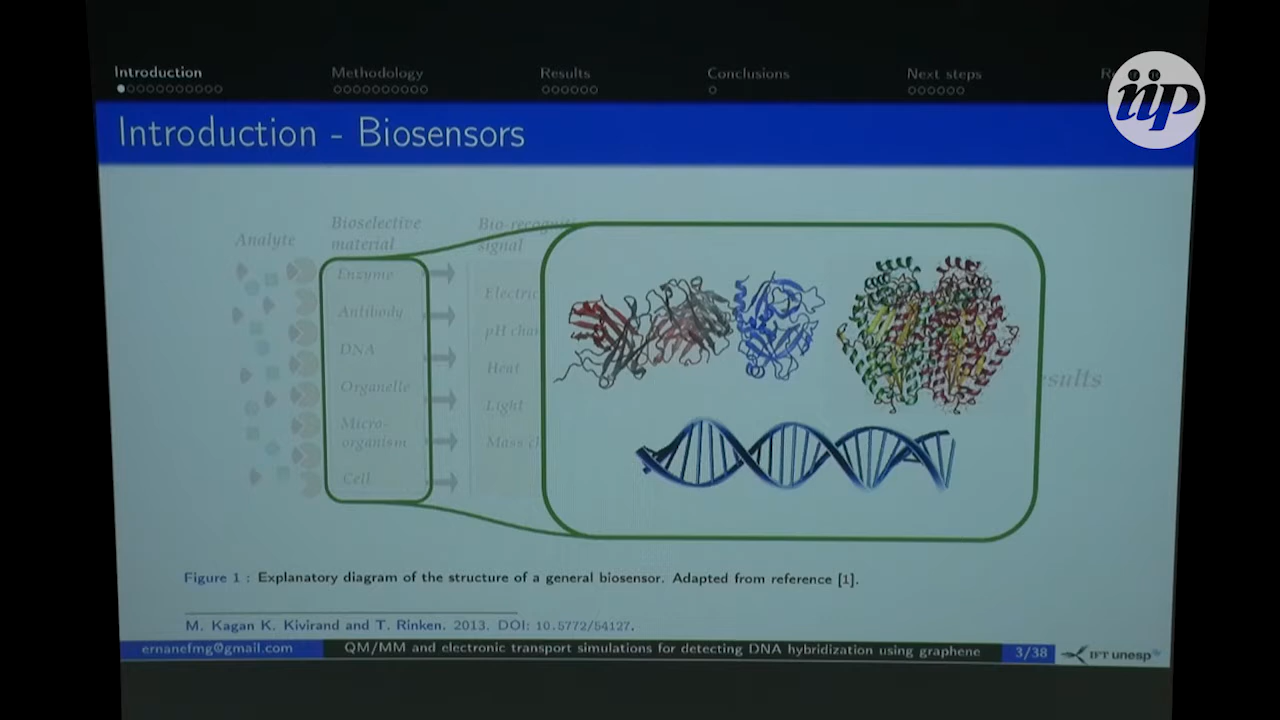 Introduction
Methodology
Results
Conclusions
Next steps
iip
Introduction - Biosensors
Analyte
Bioselective
material
signal
Enzyme
Antibody
DNA
Organelle
Micro-
organism
Cell
pH
Heat
Light
Mass
Figure 1 : Explanatory diagram of the structure of a general biosensor. Adapted from reference [1].
M. Kagan K. Kivirand and T. Rinken. 2013. DOI: 10.5772/54127.
ernanefmg@gmail.com
QM/MM and electronic transport simulations for detecting DNA hybridization using graphene
3/38
IFT unesp